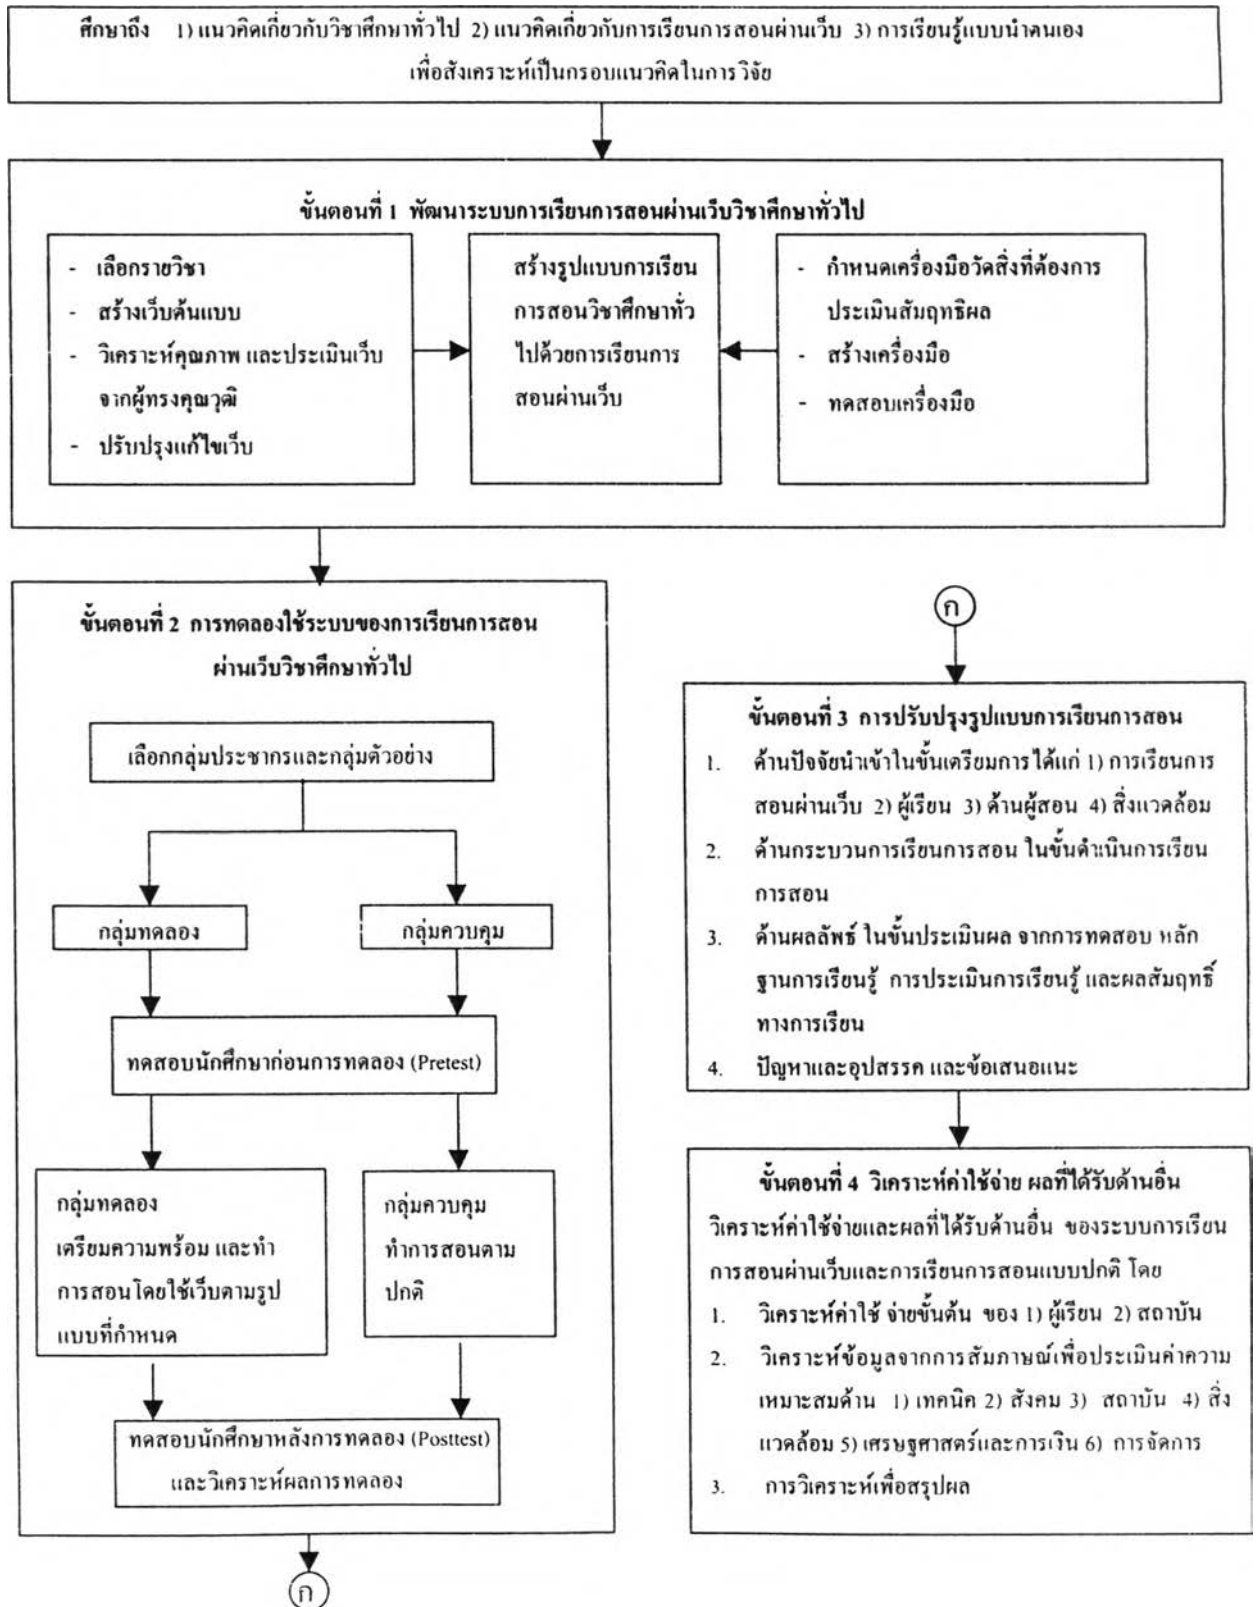 ศึกษาถึง 1) แนวคิดเกี่ยวกับวิชาศึกษาทั่วไป 2) แนวคิดเกี่ยวกับการเรียนการสอนผ่านเว็บ 3) การเรียนรู้แบบนำตนเอง
เพื่อสังเคราะห์เป็นกรอบแนวคิดในการวิจัย
ขั้นตอนที่ 1 พัฒนาระบบการเรียนการสอนผ่านเว็บวิชาศึกษาทั่วไป
- เลือกรายวิชา
- สร้างเว็บต้นแบบ
- วิเคราะห์คุณภาพ และประเมินเว็บ
จากผู้ทรงคุณวุฒิ
- ปรับปรุงแก้ไขเว็บ
สร้างรูปแบบการเรียน
การสอนวิชาศึกษาทั่ว
ไปด้วยการเรียนการ
สอนผ่านเว็บ
- กำหนดเครื่องมือวัดสิ่งที่ต้องการ
ประเมินสัมฤทธิผล
- สร้างเครื่องมือ
- ทดสอบเครื่องมือ
ขั้นตอนที่ 2 การทดลองใช้ระบบของการเรียนการสอน
ผ่านเว็บวิชาศึกษาทั่วไป
เลือกกลุ่มประชากรและกลุ่มตัวอย่าง
กลุ่มทดลอง
กลุ่มควบคุม
ทดสอบนักศึกษาก่อนการทดลอง (Pretest)
กลุ่มทดลอง
เตรียมความพร้อม และทำ
การสอนโดยใช้เว็บตามรูป
แบบที่กำหนด
กลุ่มควบคุม
ทำการสอนตาม
ปกติ
ทดสอบนักศึกษาหลังการทดลอง (Posttest)
และวิเคราะห์ผลการทดลอง
ก
ก
ขั้นตอนที่ 3 การปรับปรุงรูปแบบการเรียนการสอน
1. ด้านปัจจัยนำเข้าในขั้นเตรียมการได้แก่ 1) การเรียนการ
สอนผ่านเว็บ 2) ผู้เรียน 3) ด้านผู้สอน 4) สิ่งแวดล้อม
2. ด้านกระบวนการเรียนการสอน ในขั้นดำเนินการเรียน
การสอน
3. ด้านผลลัพธ์ ในขั้นประเมินผล จากการทดสอบ หลัก
ฐานการเรียนรู้ การประเมินการเรียนรู้ และผลสัมฤทธิ์
ทางการเรียน
4. ปัญหาและอุปสรรค และข้อเสนอแนะ
ขั้นตอนที่ 4 วิเคราะห์ค่าใช้จ่าย ผลที่ได้รับด้านอื่น
วิเคราะห์ค่าใช้จ่ายและผลที่ได้รับด้านอื่น ของระบบการเรียน
การสอนผ่านเว็บและการเรียนการสอนแบบปกติ โดย
1. วิเคราะห์ค่าใช้ จ่ายขั้นต้น ของ 1) ผู้เรียน 2) สถาบัน
2. วิเคราะห์ข้อมูลจากการสัมภาษณ์เพื่อประเมินค่าความ
เหมาะสมด้าน 1) เทคนิค 2) สังคม 3) สถาบัน 4) สิ่ง
แวดล้อม 5) เศรษฐศาสตร์และการเงิน 6) การจัดการ
3. การวิเคราะห์เพื่อสรุปผล